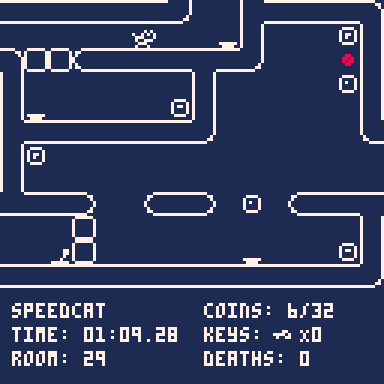 SPEEDCAT
TIME: 01:09.28
ROOM: 29
COINS: 6/32
KEYS: x0
DEATHS: 0